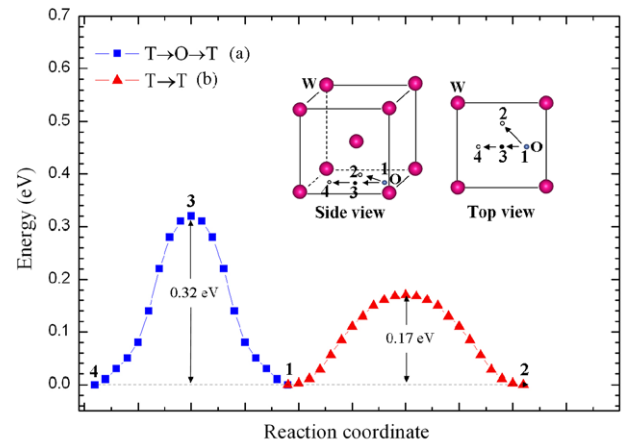 0.7
0.6
0.5
0.4
0.3
0.2
0.1
0.0
Energy (eV)
Reaction coordinate
T→O→T (a)
T→T (b)
3
0.32 eV
4
1
0.17 eV
2
W
2
1
O
4
3
Side view
W
2
1
O
4
3
Top view